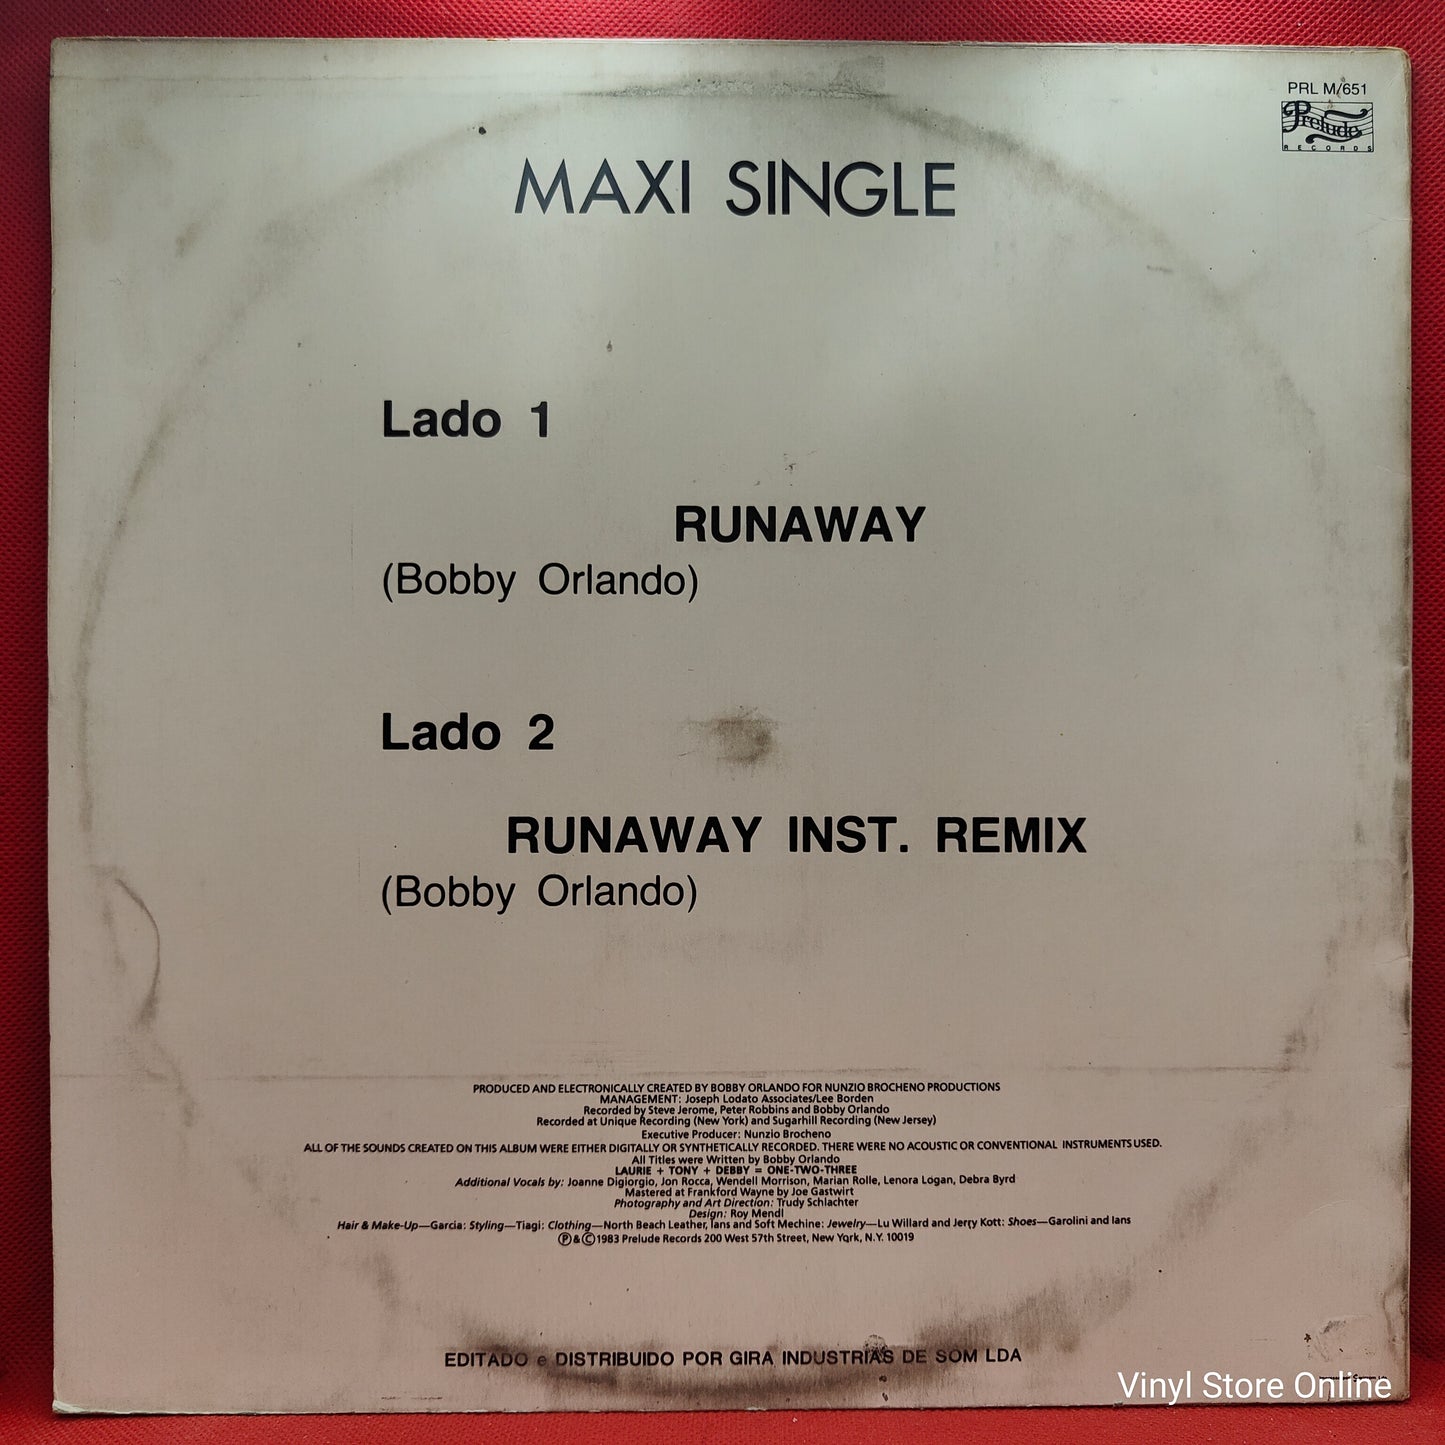 PRL M/651
Prelude
RECORDS
MAXI SINGLE
Lado 1
RUNAWAY
(Bobby Orlando)
Lado 2
RUNAWAY INST. REMIX
(Bobby Orlando)
PRODUCED AND ELECTRONICALLY CREATED BY BOBBY ORLANDO FOR NUNZIO BROCHENO PRODUCTIONS
MANAGEMENT: Joseph Lodato Associates/Lee Borden
Recorded by Steve Jerome, Peter Robbins and Bobby Orlando
Recorded at Unique Recording (New York) and Sugarhill Recording (New Jersey)
Executive Producer: Nunzio Brocheno
ALL OF THE SOUNDS CREATED ON THIS ALBUM WERE EITHER DIGITALLY OR SYNTHETICALLY RECORDED. THERE WERE NO ACOUSTIC OR CONVENTIONAL INSTRUMENTS USED.
All Titles were Written by Bobby Orlando
LAURIE + TONY + DEBBY = ONE-TWO-THREE
Additional Vocals by: Joanne Digiorgio, Jon Rocca, Wendell Morrison, Marian Rolle, Lenora Logan, Debra Byrd
Mastered at Frankford Wayne by Joe Gastwirt
Photography and Art Direction: Trudy Schlachter
Design: Roy Mendl
Hair & Make-Up—Garcia: Styling—Tiagi: Clothing—North Beach Leather, Ians and Soft Mechine: Jewelry—Lu Willard and Jerry Kott: Shoes—Garolini and Ians
Ⓟ & © 1983 Prelude Records 200 West 57th Street, New York, N.Y. 10019
EDITADO e DISTRIBUIDO POR GIRA INDUSTRIAS DE SOM LDA
Vinyl Store Online